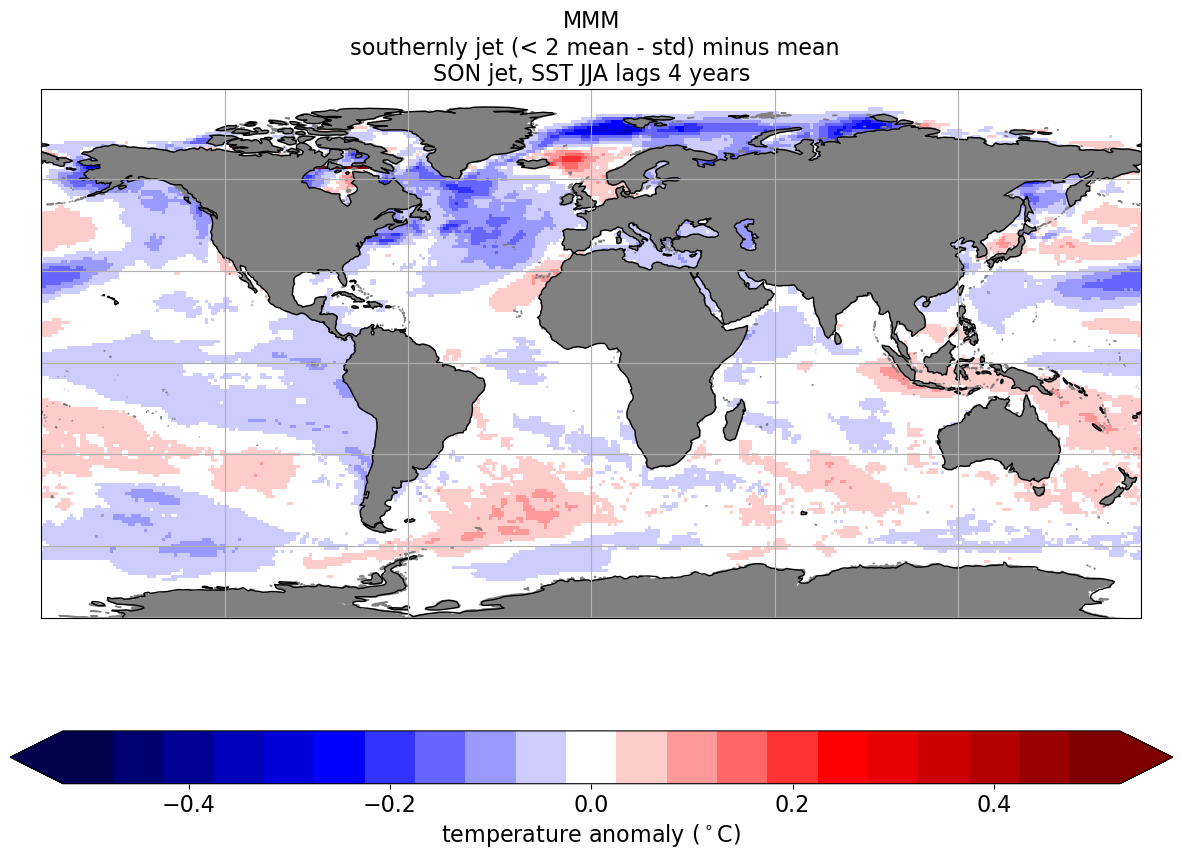 MMM
southernly jet (< 2 mean - std) minus mean
SON jet, SST JJA lags 4 years
−0.4 −0.2 0.0 0.2 0.4
temperature anomaly (°C)